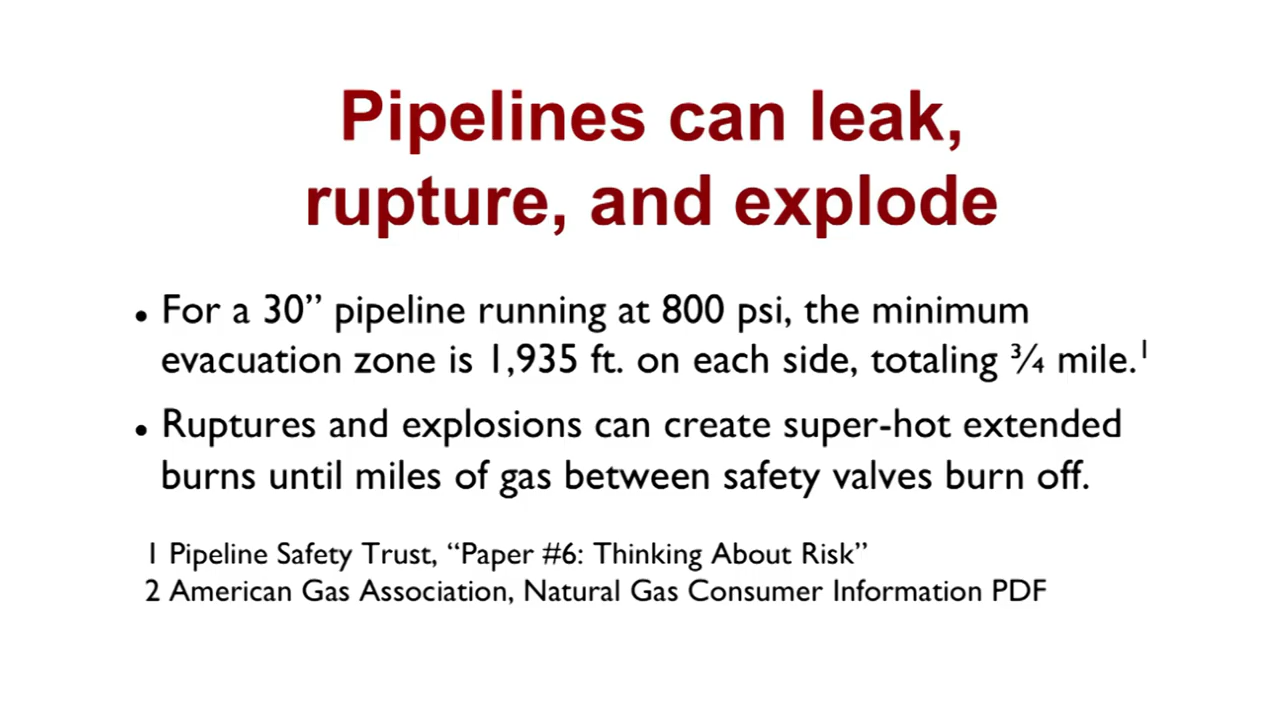 Pipelines can leak,
rupture, and explode
• For a 30” pipeline running at 800 psi, the minimum
evacuation zone is 1,935 ft. on each side, totaling ¾ mile.¹
• Ruptures and explosions can create super-hot extended
burns until miles of gas between safety valves burn off.
1 Pipeline Safety Trust, “Paper #6: Thinking About Risk”
2 American Gas Association, Natural Gas Consumer Information PDF